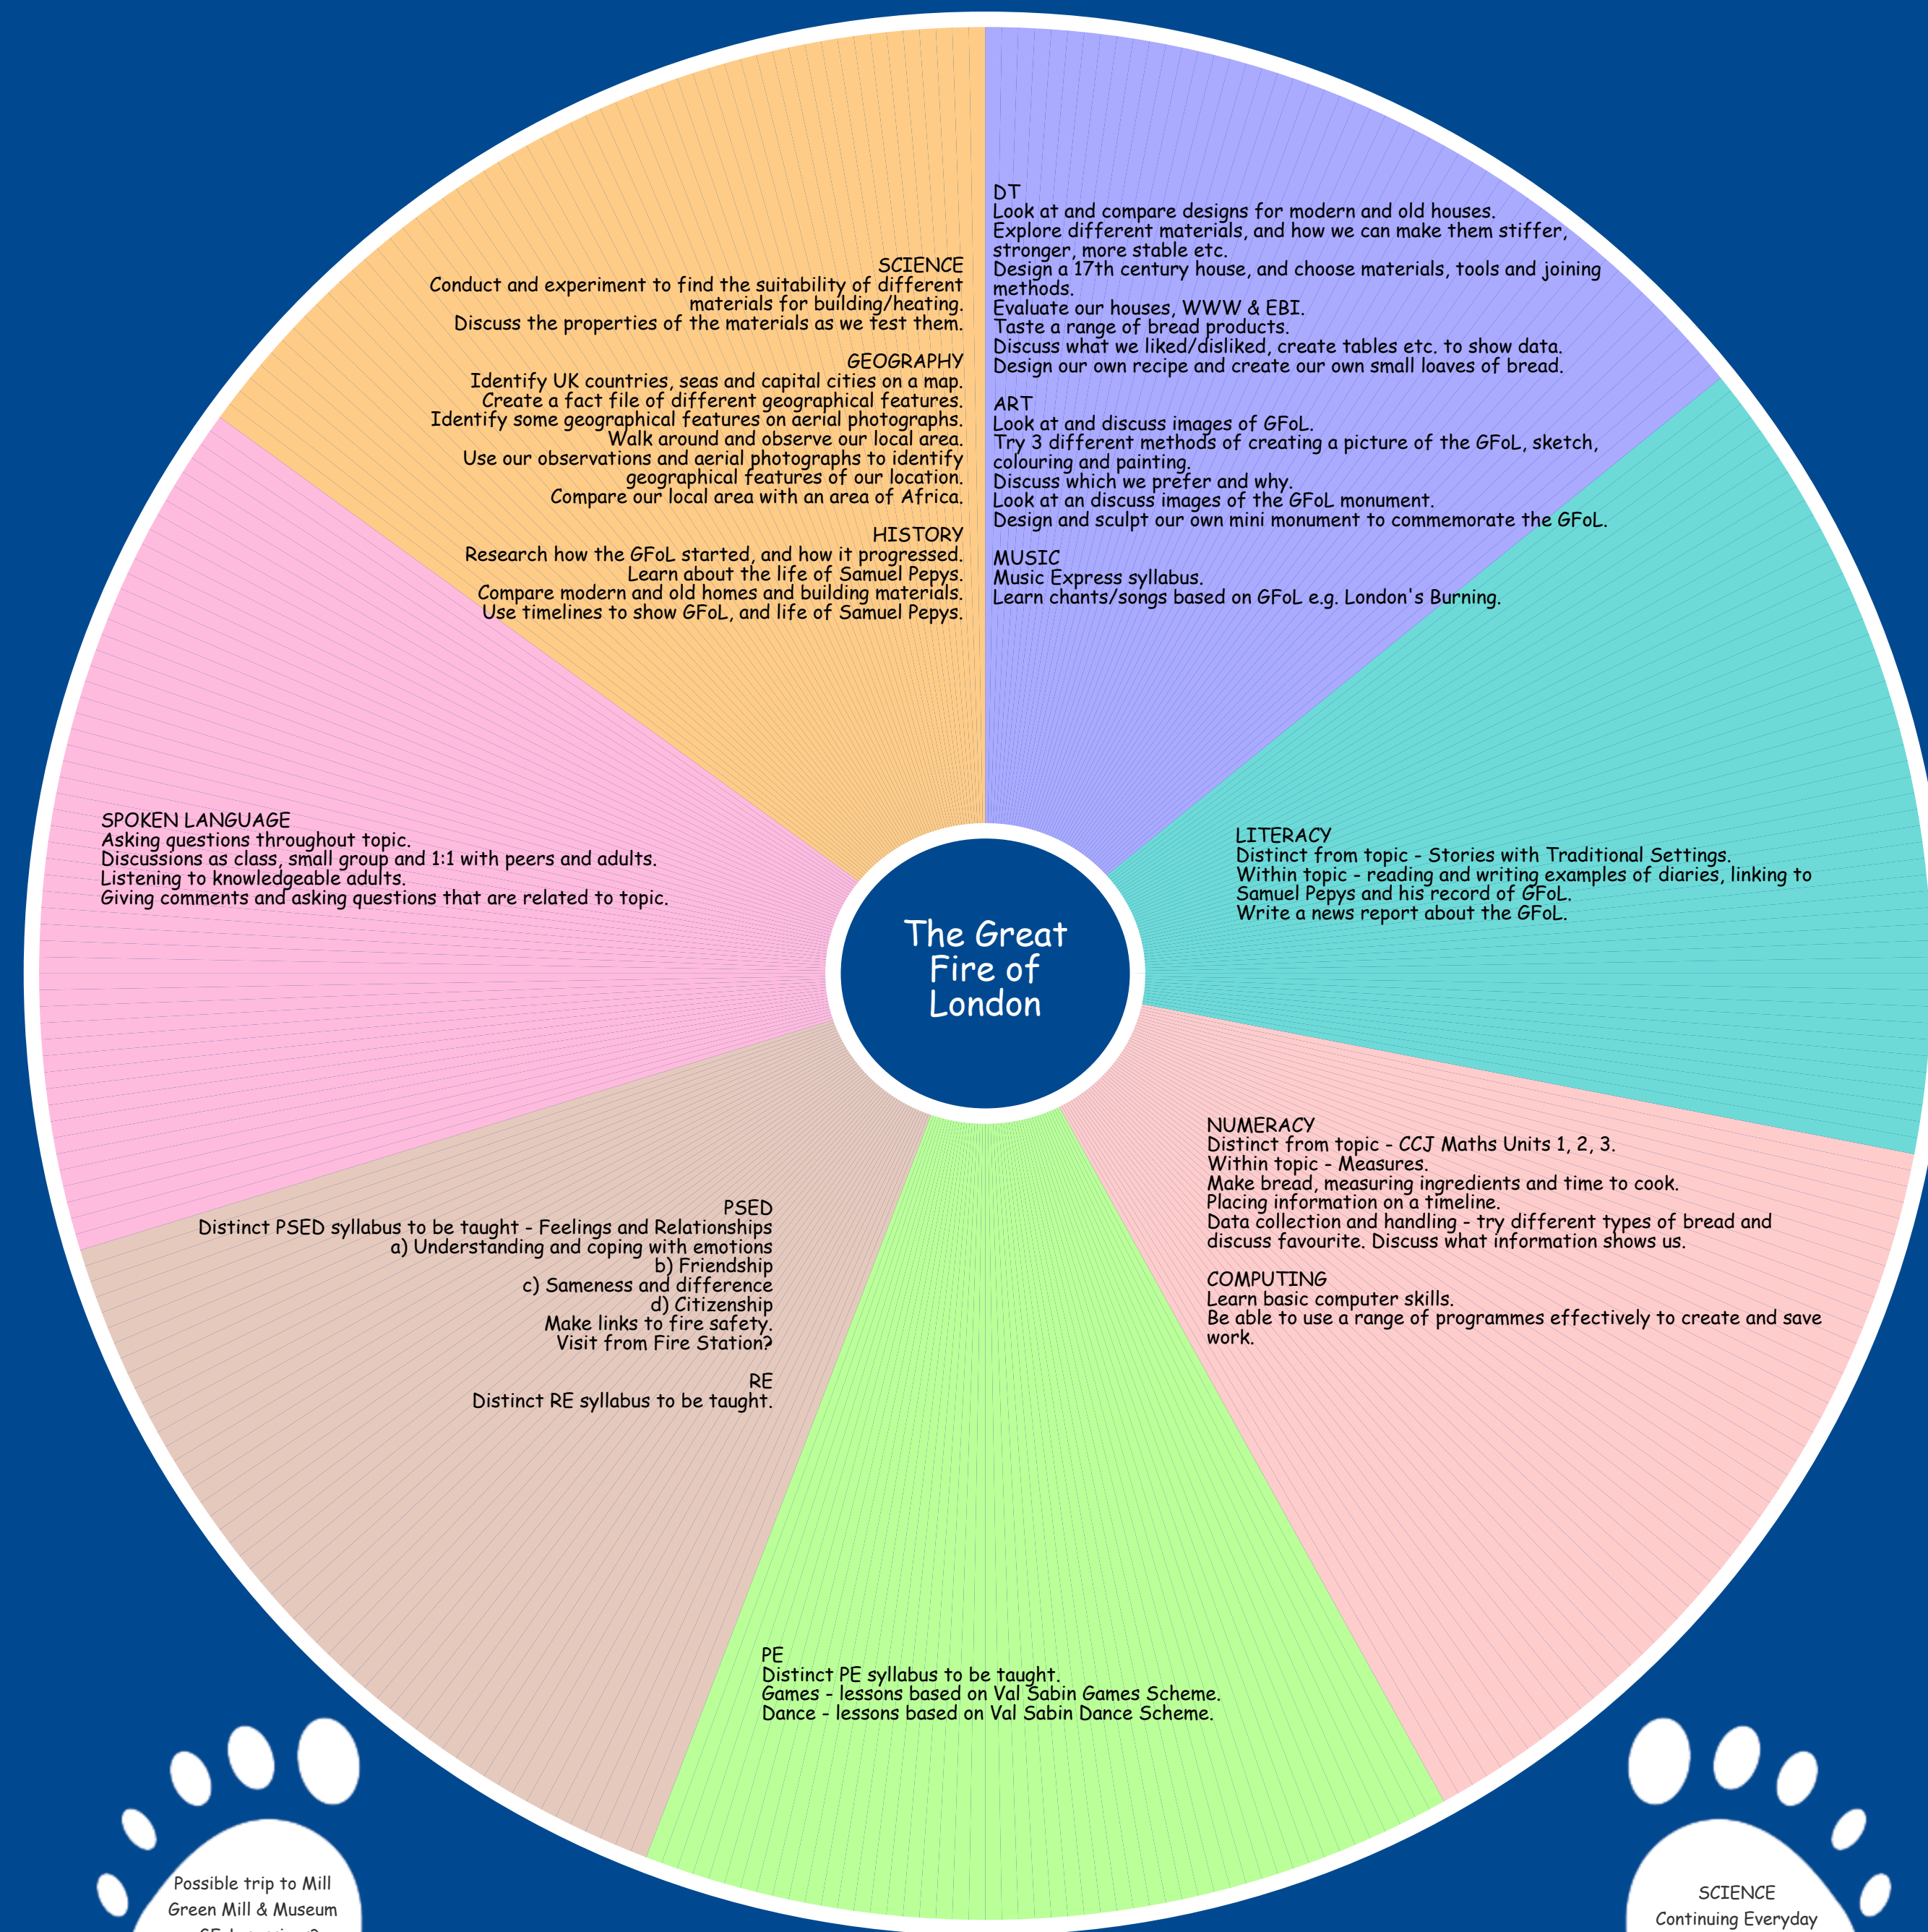 DT
Look at and compare designs for modern and old houses.
Explore different materials, and how we can make them stiffer,
stronger, more stable etc.
Design a 17th century house, and choose materials, tools and joining
methods.
Evaluate our houses, WWW & EBI.
Taste a range of bread products.
Discuss what we liked/disliked, create tables etc. to show data.
Design our own recipe and create our own small loaves of bread.
ART
Look at and discuss images of GFoL.
Try 3 different methods of creating a picture of the GFoL, sketch,
colouring and painting.
Discuss which we prefer and why.
Look at an discuss images of the GFoL monument.
Design and sculpt our own mini monument to commemorate the GFoL.
MUSIC
Music Express syllabus.
Learn chants/songs based on GFoL e.g. London's Burning.
SCIENCE
Conduct and experiment to find the suitability of different
materials for building/heating.
Discuss the properties of the materials as we test them.
GEOGRAPHY
Identify UK countries, seas and capital cities on a map.
Create a fact file of different geographical features.
Identify some geographical features on aerial photographs.
Walk around and observe our local area.
Use our observations and aerial photographs to identify
geographical features of our location.
Compare our local area with an area of Africa.
HISTORY
Research how the GFoL started, and how it progressed.
Learn about the life of Samuel Pepys.
Compare modern and old homes and building materials.
Use timelines to show GFoL, and life of Samuel Pepys.
SPOKEN LANGUAGE
Asking questions throughout topic.
Discussions as class, small group and 1:1 with peers and adults.
Listening to knowledgeable adults.
Giving comments and asking questions that are related to topic.
The Great
Fire of
London
LITERACY
Distinct from topic - Stories with Traditional Settings.
Within topic - reading and writing examples of diaries, linking to
Samuel Pepys and his record of GFoL.
Write a news report about the GFoL.
NUMERACY
Distinct from topic - CCJ Maths Units 1, 2, 3.
Within topic - Measures.
Make bread, measuring ingredients and time to cook.
Placing information on a timeline.
Data collection and handling - try different types of bread and
discuss favourite. Discuss what information shows us.
COMPUTING
Learn basic computer skills.
Be able to use a range of programmes effectively to create and save
work.
PSED
Distinct PSED syllabus to be taught - Feelings and Relationships
a) Understanding and coping with emotions
b) Friendship
c) Sameness and difference
d) Citizenship
Make links to fire safety.
Visit from Fire Station?
RE
Distinct RE syllabus to be taught.
PE
Distinct PE syllabus to be taught.
Games - lessons based on Val Sabin Games Scheme.
Dance - lessons based on Val Sabin Dance Scheme.
Possible trip to Mill
Green Mill & Museum
SCIENCE
Continuing Everyday